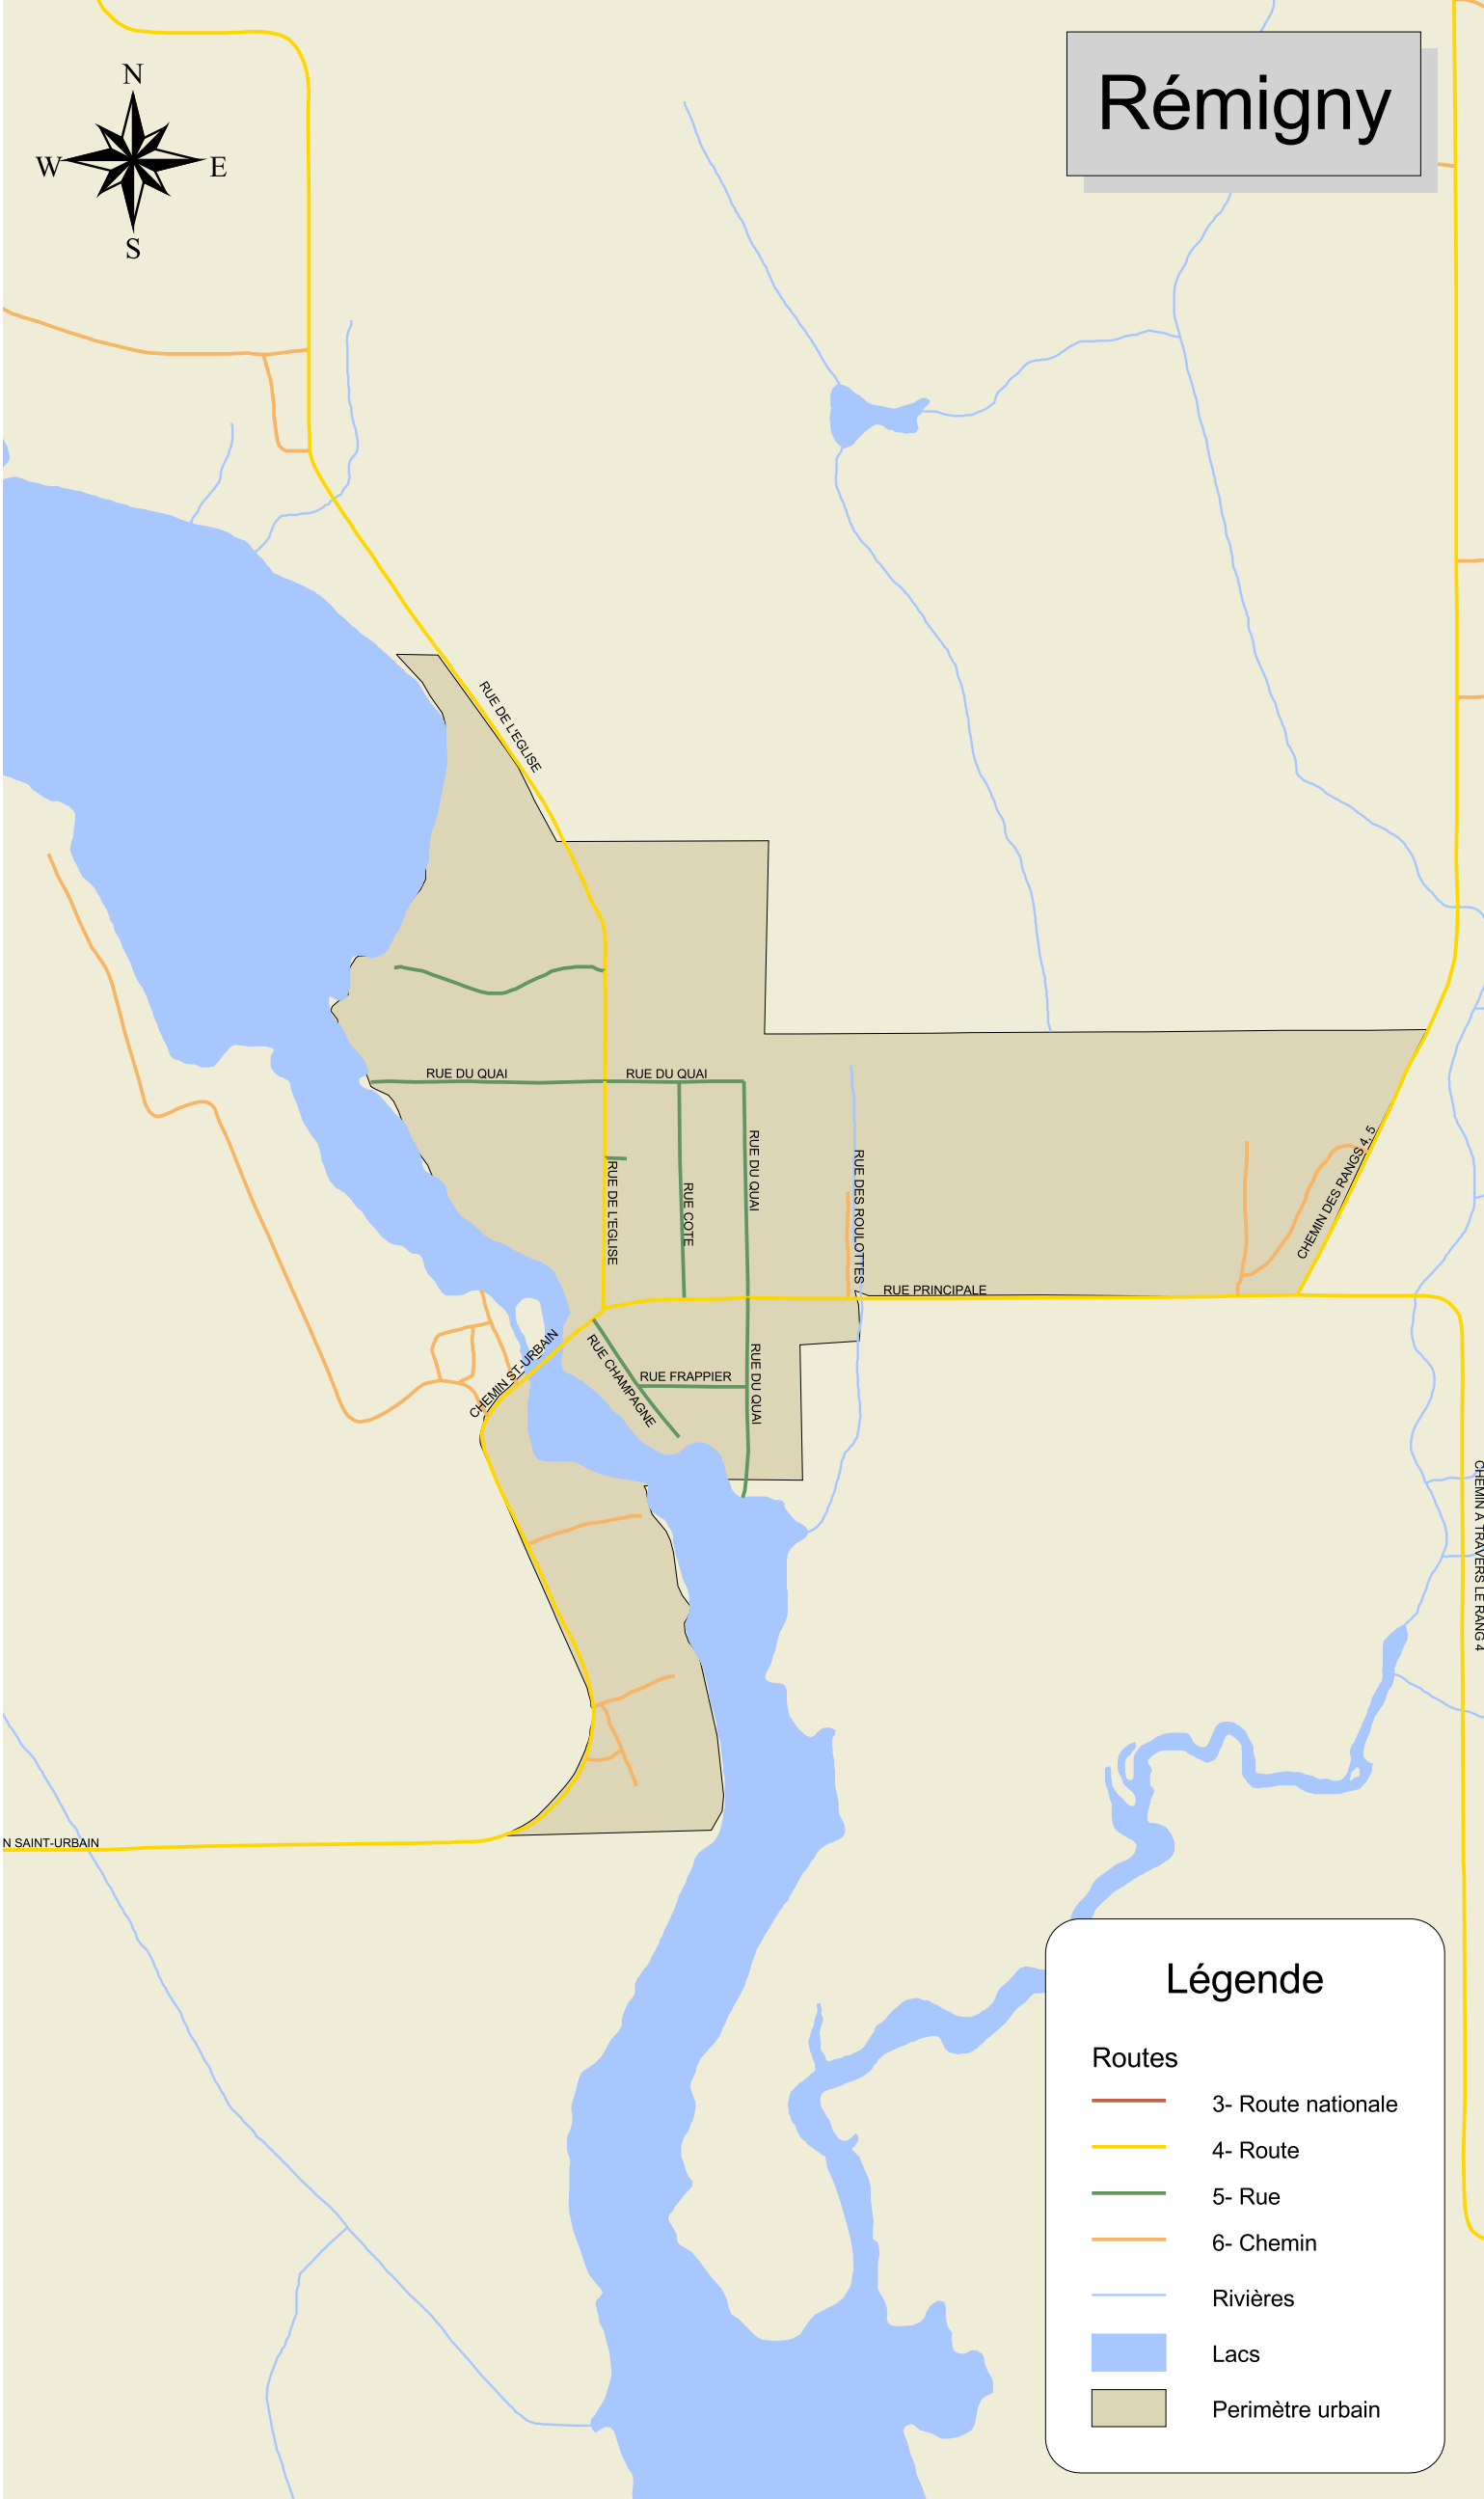 N
W
E
S
Rémigny
RUE DE L'EGLISE
RUE DU QUAI
RUE DU QUAI
RUE DU QUAI
RUE DE L'EGLISE
RUE COTE
RUE DES ROULOTTES
CHEMIN DES RANGS 4, 5
RUE PRINCIPALE
CHEMIN ST-URBAIN
RUE CHAMPAGNE
RUE FRAPPIER
RUE DU QUAI
CHEMIN A TRAVERS LE RANG 4
N SAINT-URBAIN
Légende
Routes
3- Route nationale
4- Route
5- Rue
6- Chemin
Rivières
Lacs
Perimètre urbain